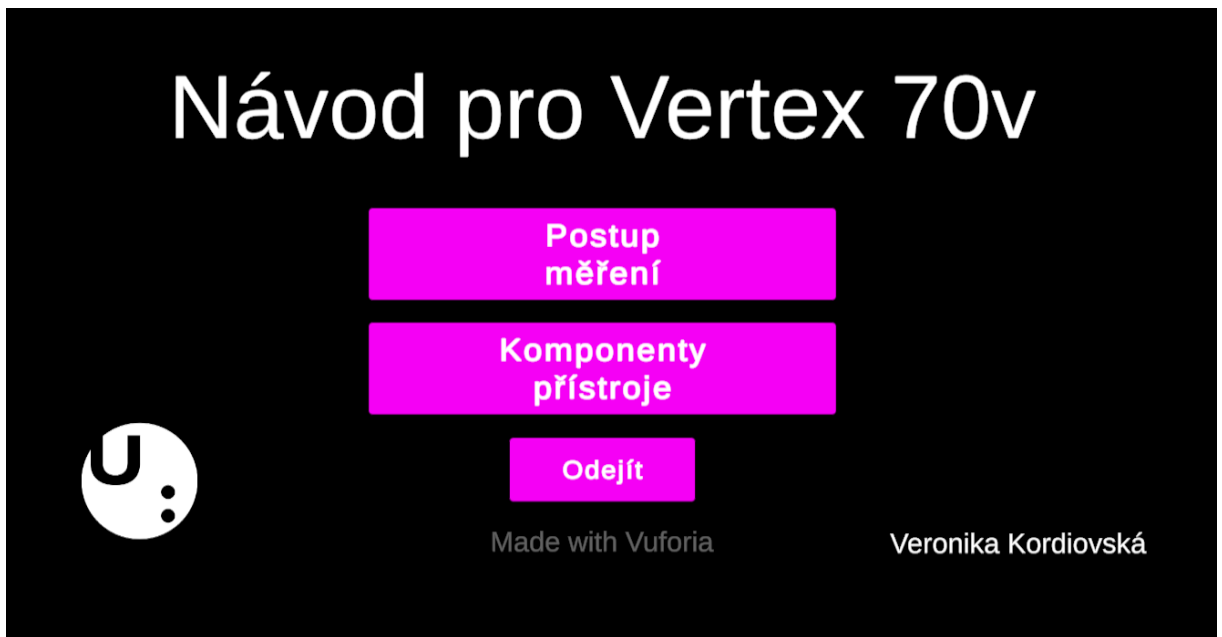 Návod pro Vertex 70v
Postup
měření
Komponenty
přístroje
Odejít
U:
Made with Vuforia
Veronika Kordiovská